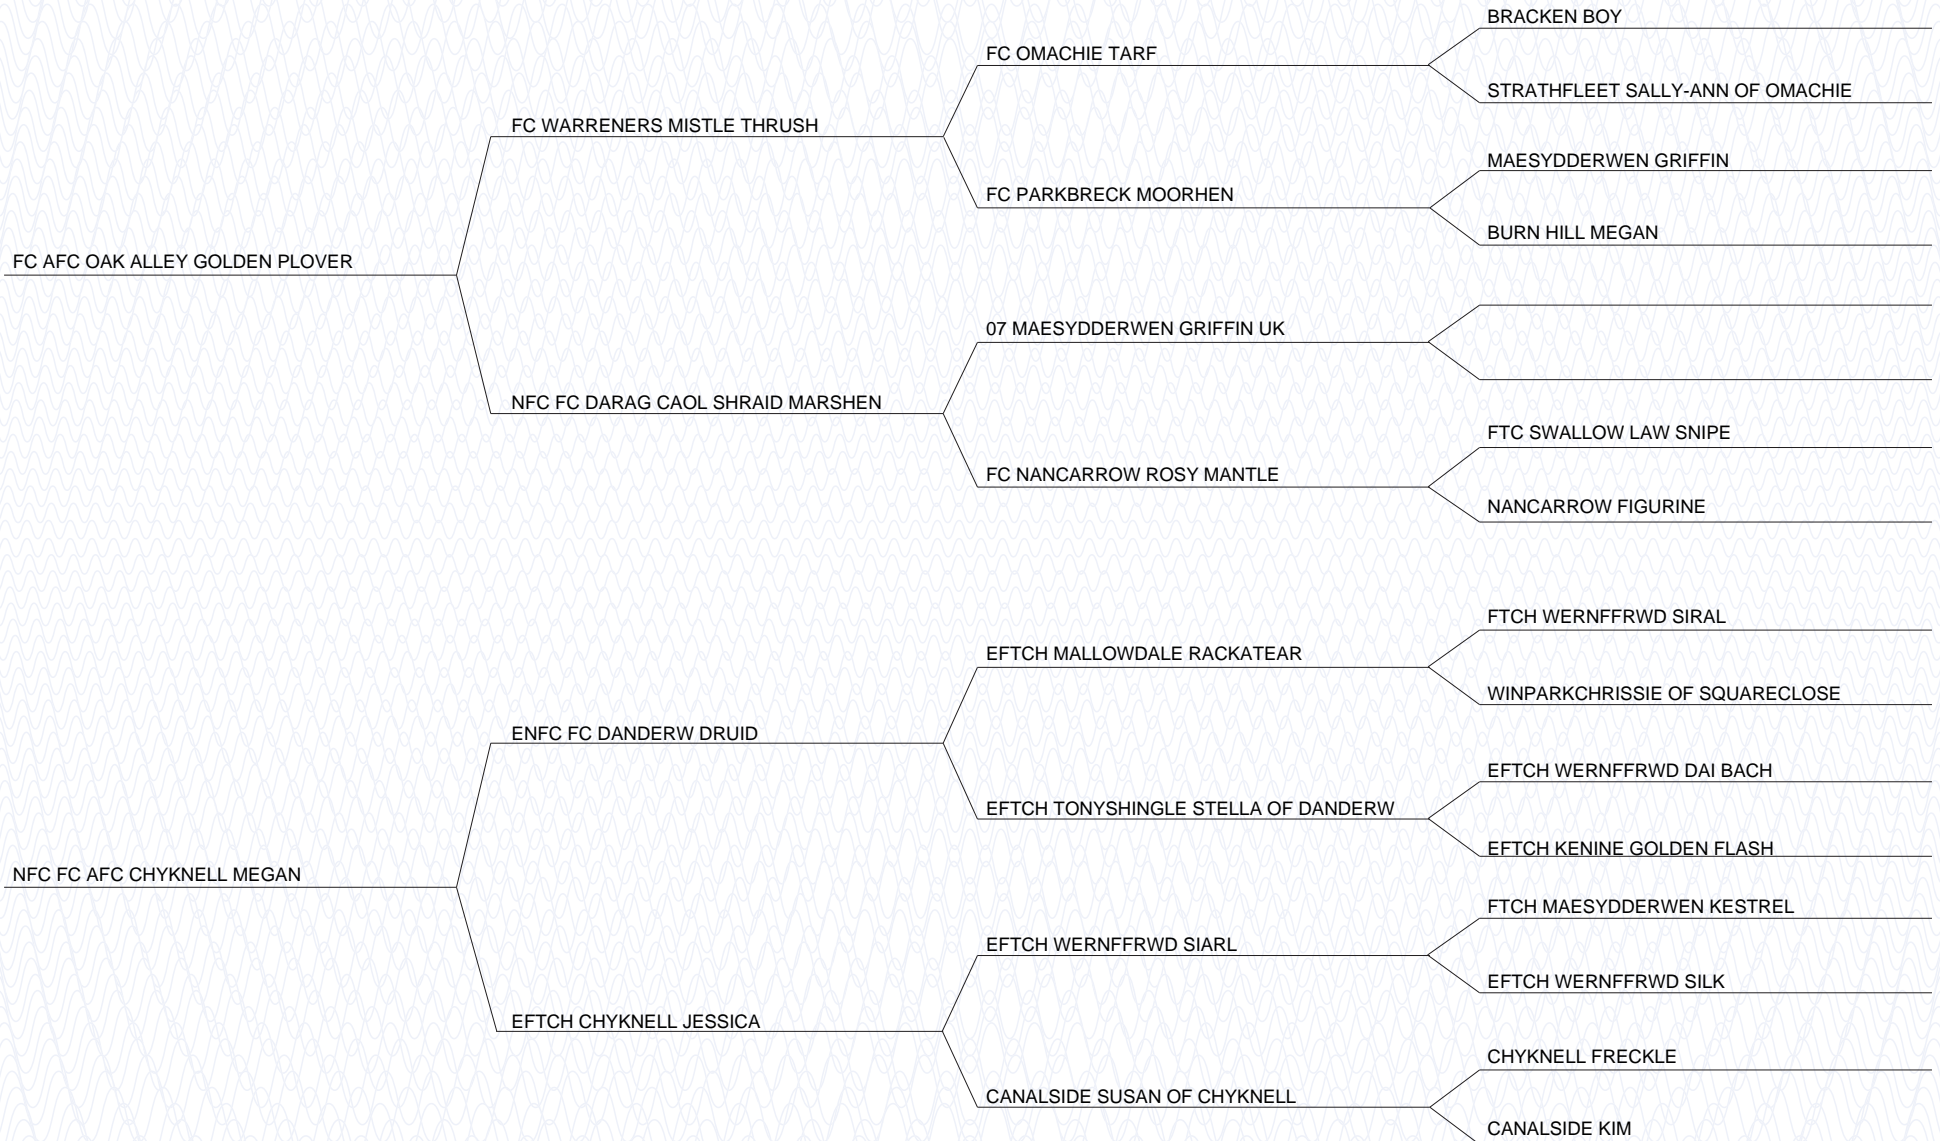 BRACKEN BOY
FC OMACHIE TARF
STRATHFLEET SALLY-ANN OF OMACHIE
FC WARRENERS MISTLE THRUSH
MAESYDDERWEN GRIFFIN
FC PARKBRECK MOORHEN
BURN HILL MEGAN
FC AFC OAK ALLEY GOLDEN PLOVER
07 MAESYDDERWEN GRIFFIN UK
NFC FC DARAG CAOL SHRAID MARSHEN
FTC SWALLOW LAW SNIPE
FC NANCARROW ROSY MANTLE
NANCARROW FIGURINE
FTCH WERNFFRWD SIRAL
EFTCH MALLOWDALE RACKATEAR
WINPARKCHRISSIE OF SQUARECLOSE
ENFC FC DANDERW DRUID
EFTCH WERNFFRWD DAI BACH
EFTCH TONYSHINGLE STELLA OF DANDERW
EFTCH KENINE GOLDEN FLASH
NFC FC AFC CHYKNELL MEGAN
FTCH MAESYDDERWEN KESTREL
EFTCH WERNFFRWD SIARL
EFTCH WERNFFRWD SILK
EFTCH CHYKNELL JESSICA
CHYKNELL FRECKLE
CANALSIDE SUSAN OF CHYKNELL
CANALSIDE KIM